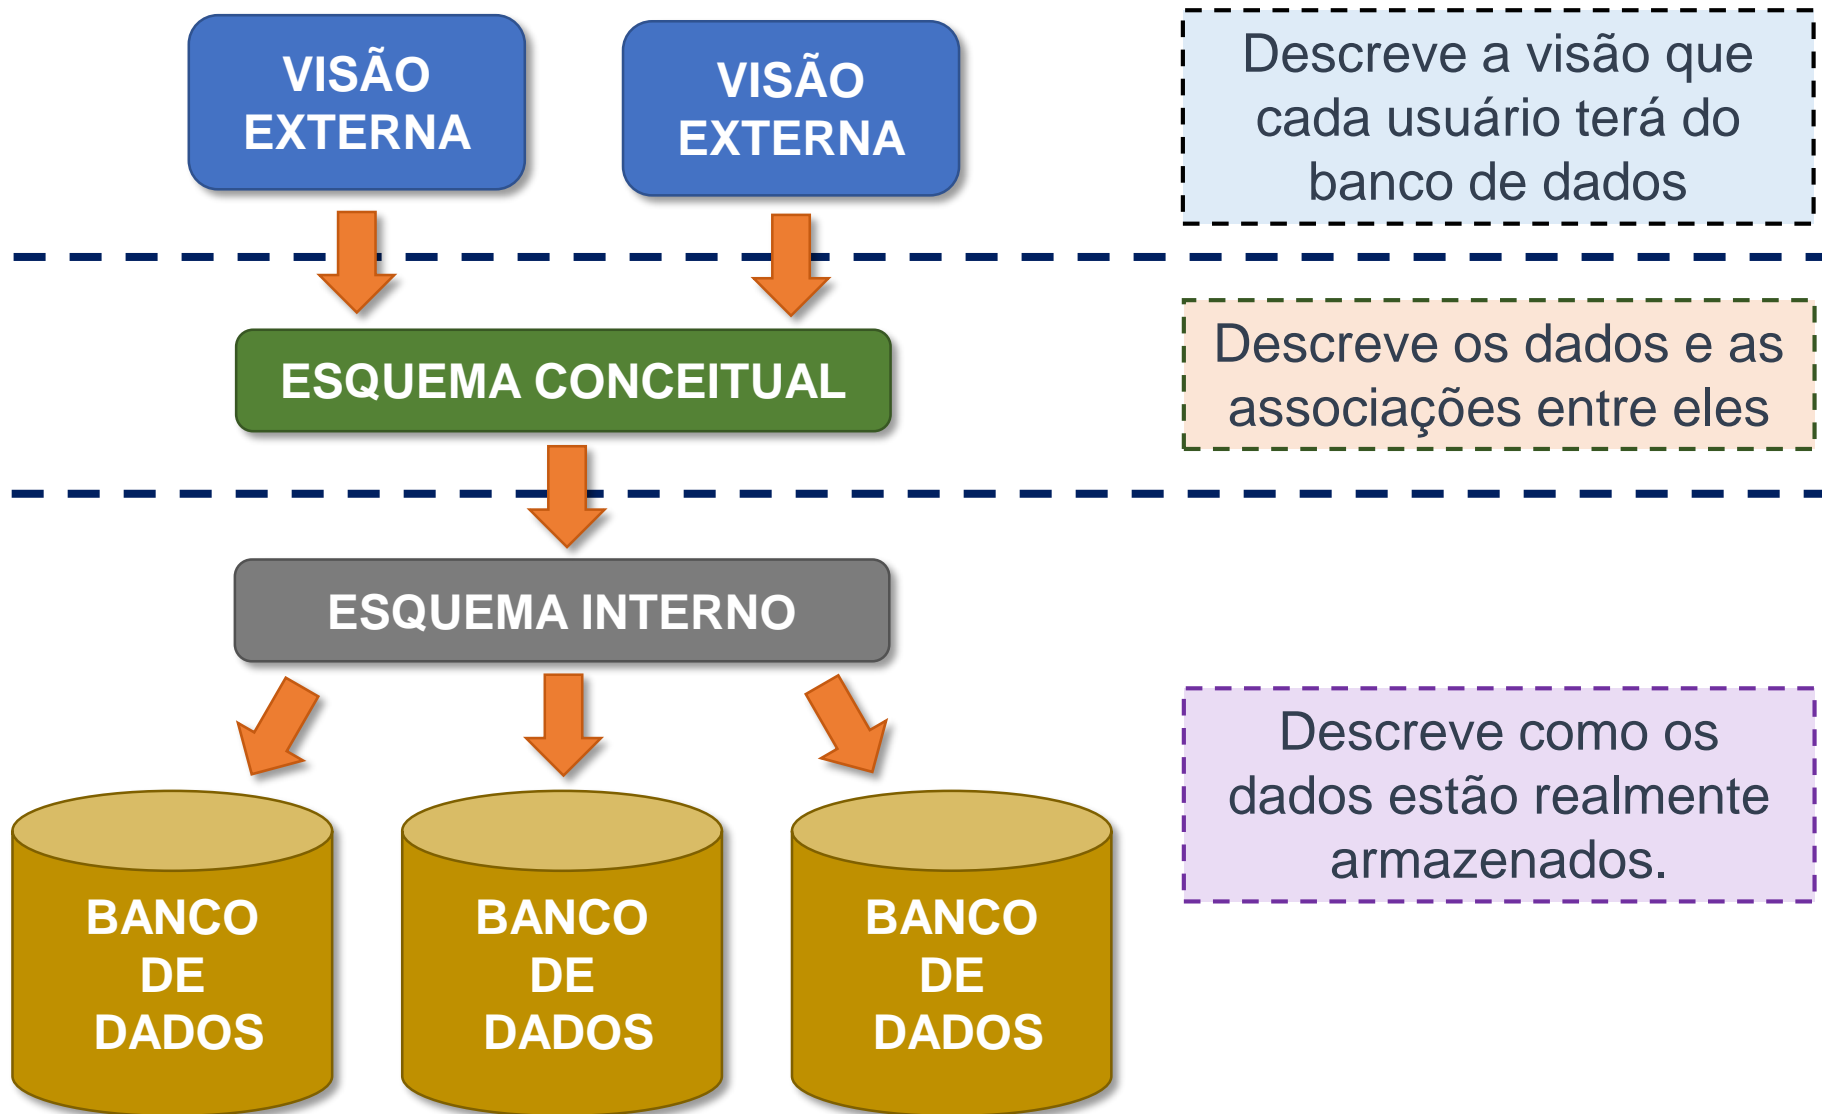 VISÃO
EXTERNA
VISÃO
EXTERNA
Descreve a visão que
cada usuário terá do
banco de dados
ESQUEMA CONCEITUAL
Descreve os dados e as
associações entre eles
ESQUEMA INTERNO
Descreve como os
dados estão realmente
armazenados.
BANCO
DE
DADOS
BANCO
DE
DADOS
BANCO
DE
DADOS